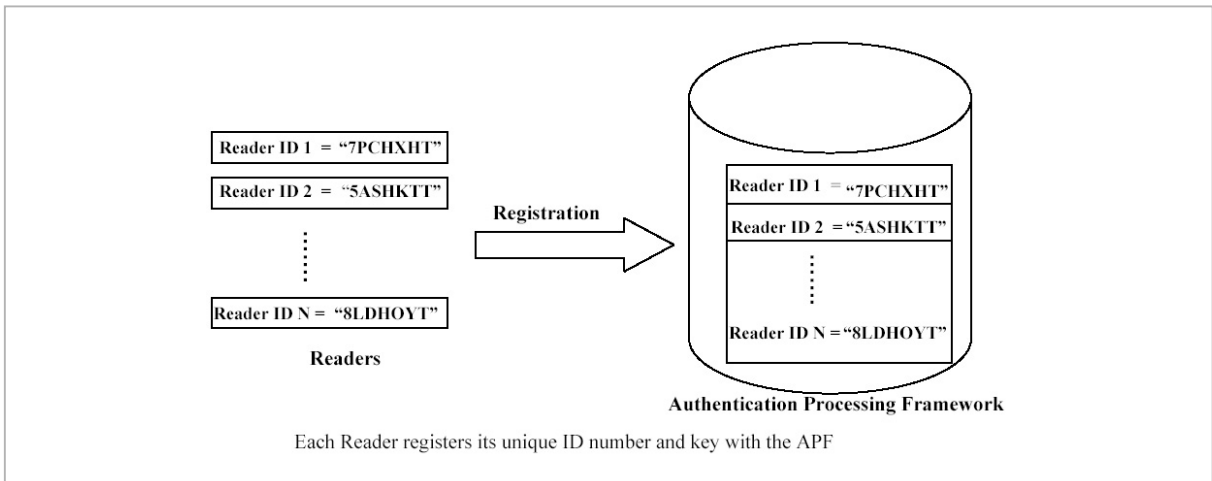 Reader ID 1 = “7PCHXHT”
Reader ID 2 = “5ASHKTT”
Reader ID N = “8LDHOYT”
Readers
Registration
Reader ID 1 = “7PCHXHT”
Reader ID 2 = “5ASHKTT”
Reader ID N = “8LDHOYT”
Authentication Processing Framework
Each Reader registers its unique ID number and key with the APF